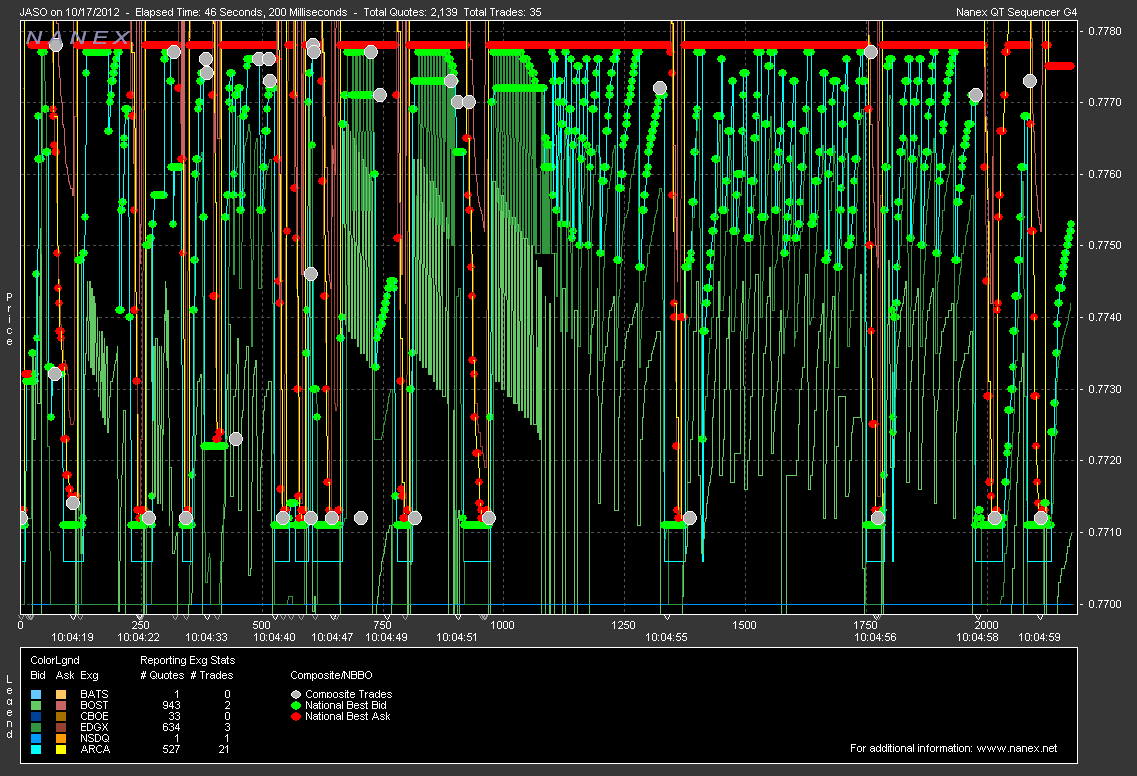 JASO on 10/17/2012 - Elapsed Time: 46 Seconds, 200 Milliseconds - Total Quotes: 2,139 Total Trades: 35
Nanex QT Sequencer G4
NANEX
0.7780
0.7770
0.7760
0.7750
0.7740
0.7730
0.7720
0.7710
0.7700
Price
0 250 500 750 1000 1250 1500 1750 2000
10:04:19 10:04:22 10:04:33 10:04:40 10:04:47 10:04:49 10:04:51 10:04:55 10:04:56 10:04:58 10:04:59
Legend
ColorLgnd Reporting Exg Stats
Bid Ask Exg # Quotes # Trades Composite/NBBO
BATS 1 0 Composite Trades
BOST 943 2 National Best Bid
CBOE 33 0 National Best Ask
EDGX 634 3
NSDQ 1 1
ARCA 527 21
For additional information: www.nanex.net